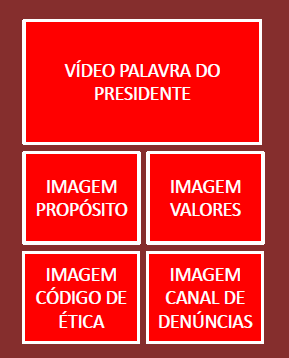 VÍDEO PALAVRA DO
PRESIDENTE
IMAGEM
PROPÓSITO
IMAGEM
VALORES
IMAGEM
CÓDIGO DE
ÉTICA
IMAGEM
CANAL DE
DENÚNCIAS